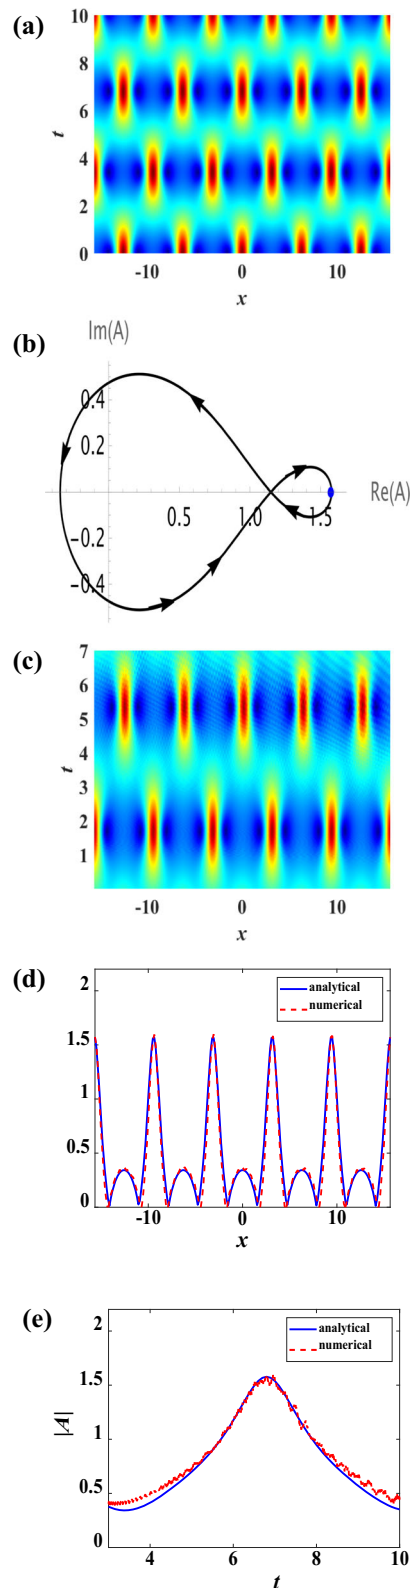 (a)
10
8
6
t
4
2
0
-10 0 10
x
(b)
Im(A)
0.4
0.2
0.5 1.0 1.5
Re(A)
-0.2
-0.4
(c)
7
6
5
t
4
3
2
1
-10 0 10
x
(d)
2
analytical
numerical
1.5
1
0.5
0
-10 0 10
x
(e)
2
analytical
numerical
1.5
|A|
1
0.5
0
4 6 8 10
t